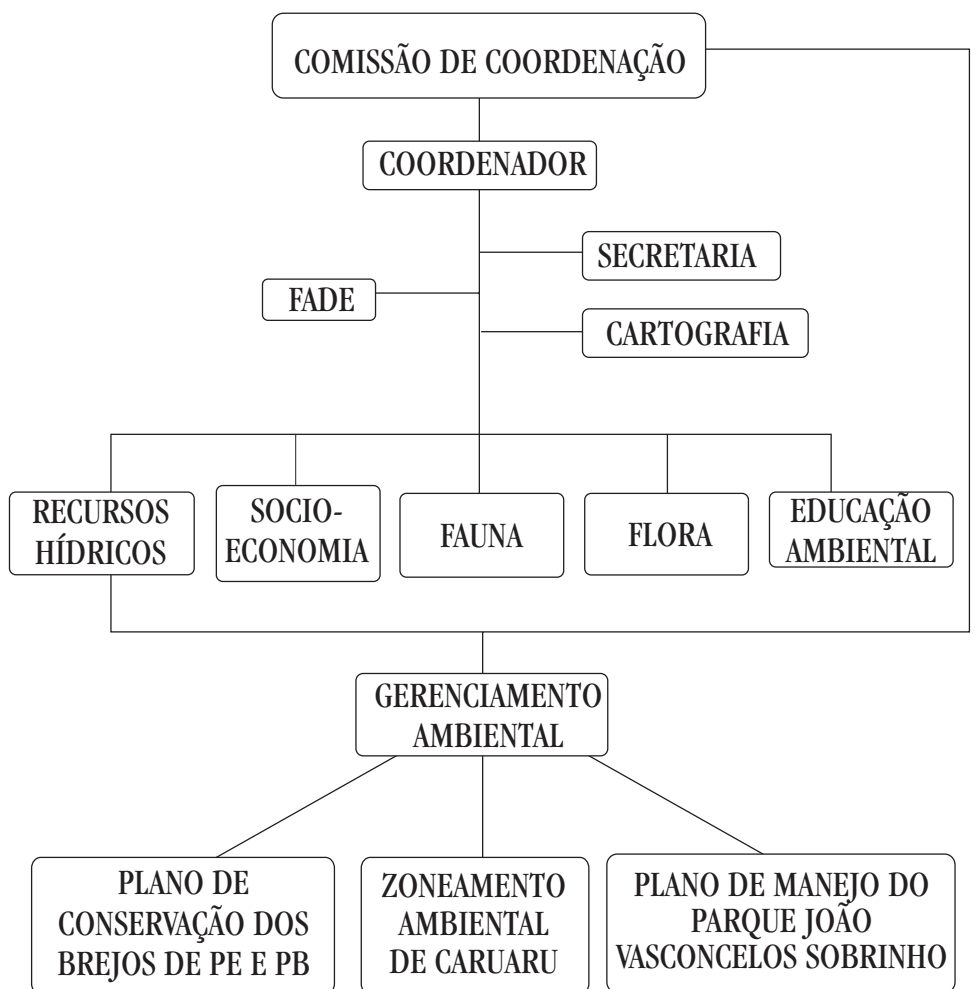 COMISSÃO DE COORDENAÇÃO
COORDENADOR
SECRETARIA
FADE
CARTOGRAFIA
RECURSOS
HÍDRICOS
SOCIO-
ECONOMIA
FAUNA
FLORA
EDUCAÇÃO
AMBIENTAL
GERENCIAMENTO
AMBIENTAL
PLANO DE
CONSERVAÇÃO DOS
BREJOS DE PE E PB
ZONEAMENTO
AMBIENTAL
DE CARUARU
PLANO DE MANEJO DO
PARQUE JOÃO
VASCONCELOS SOBRINHO